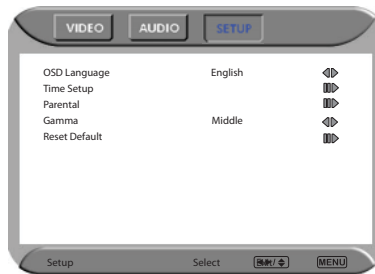 VIDEO AUDIO SETUP
OSD Language English
Time Setup
Parental
Gamma Middle
Reset Default
Setup Select MENU